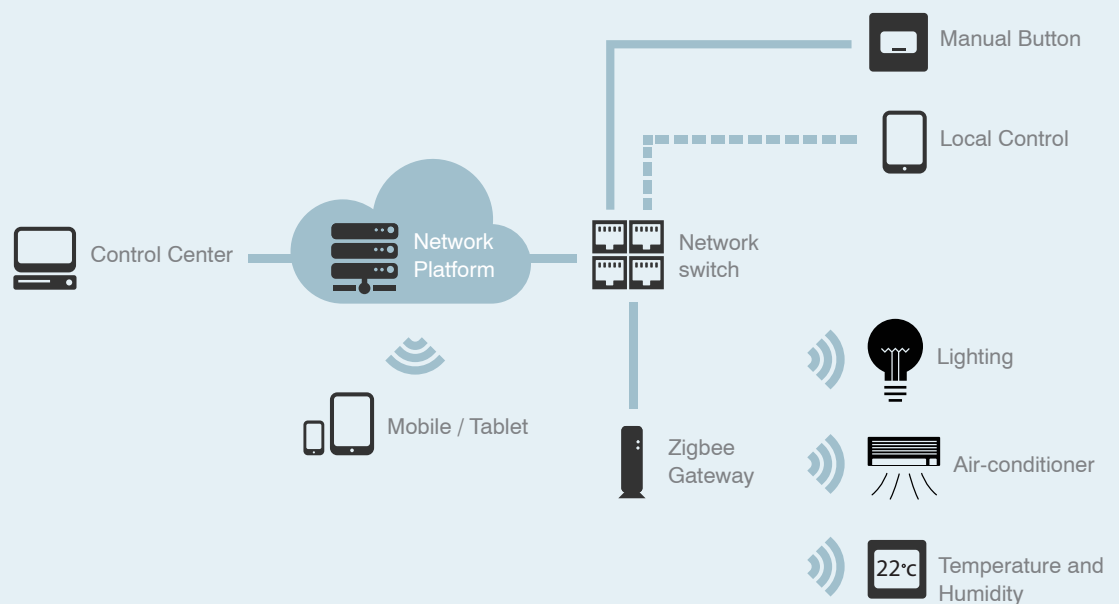 Manual Button
Local Control
Control Center
Network
Platform
Network
switch
Lighting
Mobile / Tablet
Zigbee
Gateway
Air-conditioner
22°c
Temperature and
Humidity